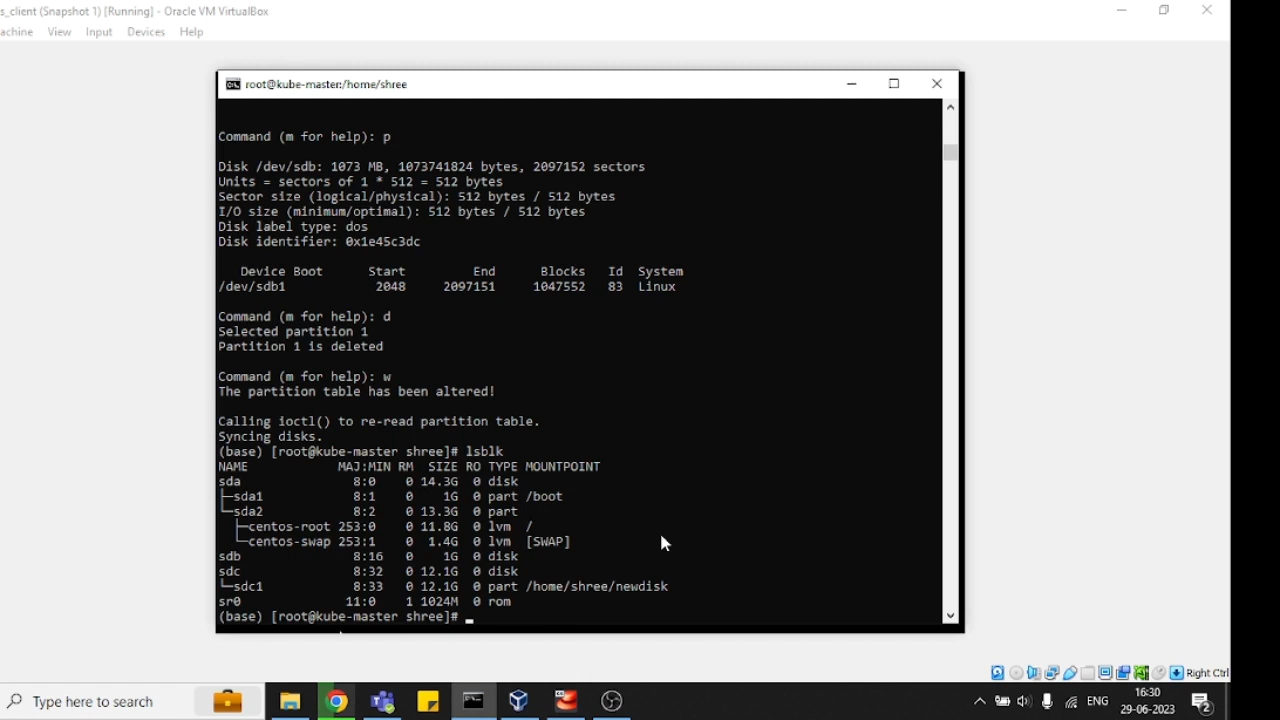 s_client (Snapshot 1) [Running] - Oracle VM VirtualBox
achine View Input Devices Help
root@kube-master:/home/shree
Command (m for help): p
Disk /dev/sdb: 1073 MB, 1073741824 bytes, 2097152 sectors
Units = sectors of 1 * 512 = 512 bytes
Sector size (logical/physical): 512 bytes / 512 bytes
I/O size (minimum/optimal): 512 bytes / 512 bytes
Disk label type: dos
Disk identifier: 0x1e45c3dc
Device Boot Start End Blocks Id System
/dev/sdb1 2048 2097151 1047552 83 Linux
Command (m for help): d
Selected partition 1
Partition 1 is deleted
Command (m for help): w
The partition table has been altered!
Calling ioctl() to re-read partition table.
Syncing disks.
(base) [root@kube-master shree]# lsblk
NAME MAJ:MIN RM SIZE RO TYPE MOUNTPOINT
sda 8:0 0 14.3G 0 disk
├─sda1 8:1 0 1G 0 part /boot
└─sda2 8:2 0 13.3G 0 part
├─centos-root 253:0 0 11.8G 0 lvm /
└─centos-swap 253:1 0 1.4G 0 lvm [SWAP]
sdb 8:16 0 1G 0 disk
sdc 8:32 0 12.1G 0 disk
└─sdc1 8:33 0 12.1G 0 part /home/shree/newdisk
sr0 11:0 1 1024M 0 rom
(base) [root@kube-master shree]#
Right Ctrl
Type here to search
ENG
16:30
29-06-2023
2